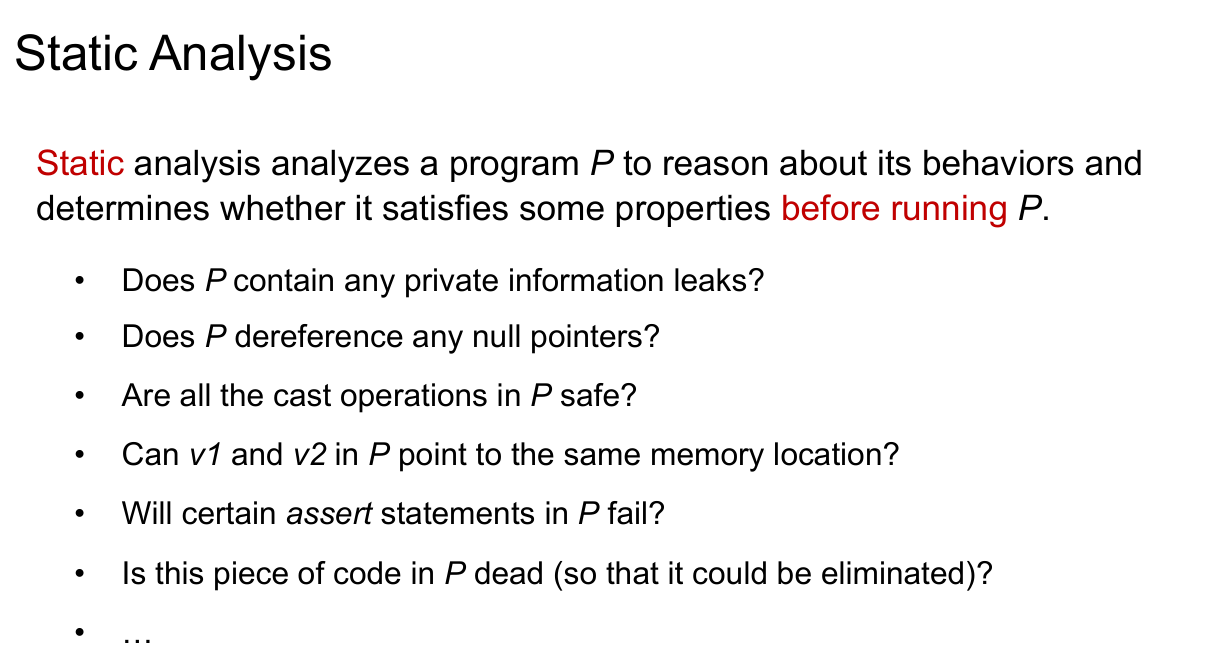 Static Analysis
Static analysis analyzes a program P to reason about its behaviors and
determines whether it satisfies some properties before running P.
• Does P contain any private information leaks?
• Does P dereference any null pointers?
• Are all the cast operations in P safe?
• Can v1 and v2 in P point to the same memory location?
• Will certain assert statements in P fail?
• Is this piece of code in P dead (so that it could be eliminated)?
• …